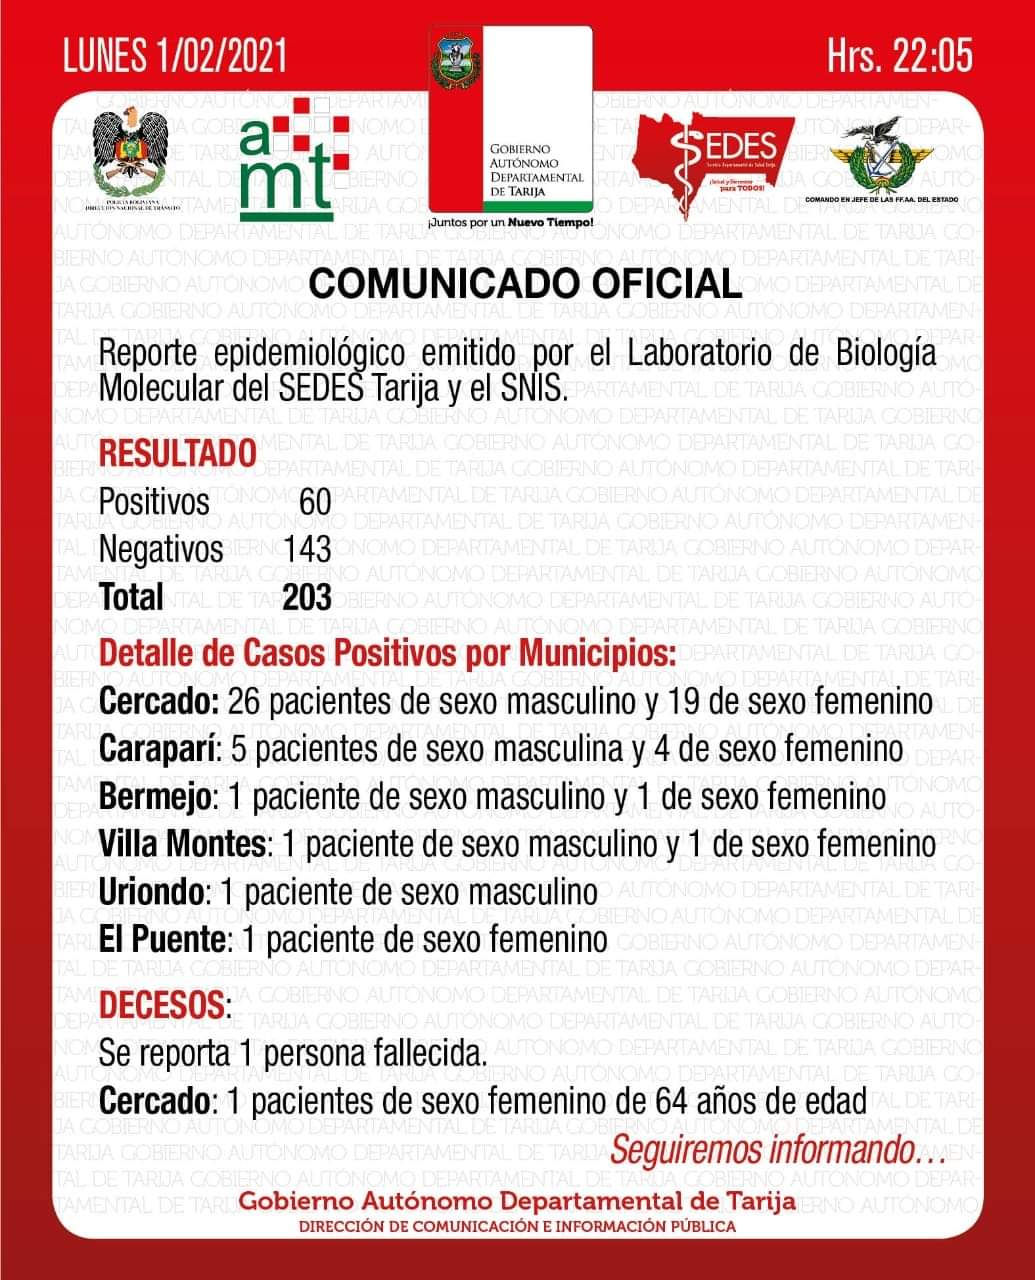 LUNES 1/02/2021
Hrs. 22:05
POLICÍA BOLIVIANA
DIRECCIÓN NACIONAL DE TRÁNSITO
amt
GOBIERNO
AUTÓNOMO
DEPARTAMENTAL
DE TARIJA
¡Juntos por un Nuevo Tiempo!
SEDES
Servicio Departamental de Salud Tarija
¡Salud y Bienestar
para TODOS!
COMANDO EN JEFE DE LAS FF.AA. DEL ESTADO
COMUNICADO OFICIAL
Reporte epidemiológico emitido por el Laboratorio de Biología
Molecular del SEDES Tarija y el SNIS.
RESULTADO
Positivos 60
Negativos 143
Total 203
Detalle de Casos Positivos por Municipios:
Cercado: 26 pacientes de sexo masculino y 19 de sexo femenino
Caraparí: 5 pacientes de sexo masculina y 4 de sexo femenino
Bermejo: 1 paciente de sexo masculino y 1 de sexo femenino
Villa Montes: 1 paciente de sexo masculino y 1 de sexo femenino
Uriondo: 1 paciente de sexo masculino
El Puente: 1 paciente de sexo femenino
DECESOS:
Se reporta 1 persona fallecida.
Cercado: 1 pacientes de sexo femenino de 64 años de edad
Seguiremos informando...
Gobierno Autónomo Departamental de Tarija
DIRECCIÓN DE COMUNICACIÓN E INFORMACIÓN PÚBLICA